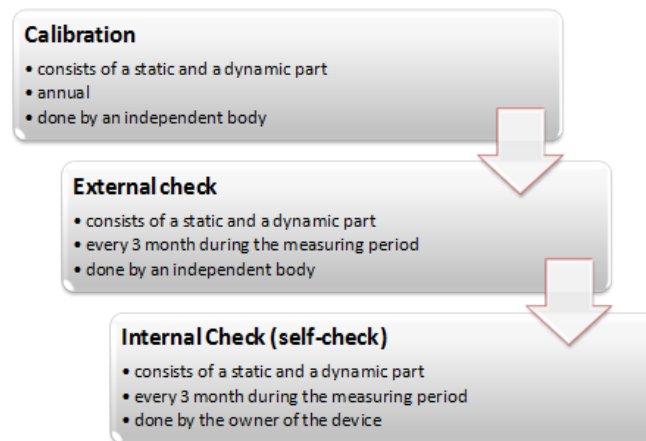 Calibration
• consists of a static and a dynamic part
• annual
• done by an independent body
External check
• consists of a static and a dynamic part
• every 3 month during the measuring period
• done by an independent body
Internal Check (self-check)
• consists of a static and a dynamic part
• every 3 month during the measuring period
• done by the owner of the device